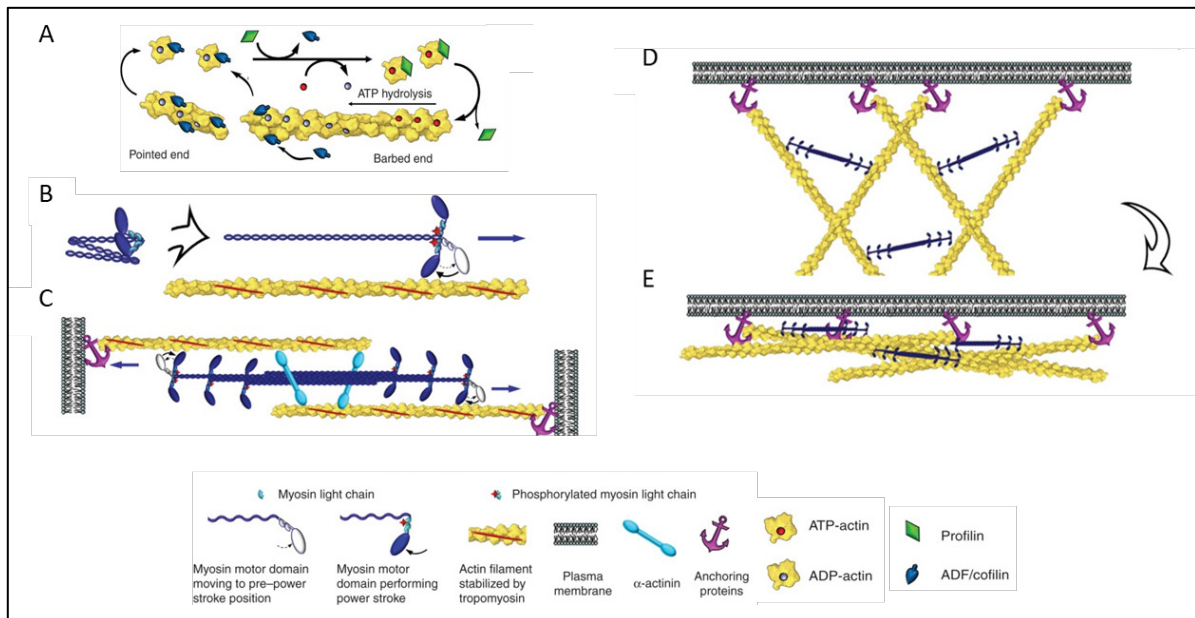 A
ATP hydrolysis
Pointed end
Barbed end
B
C
D
E
Myosin light chain
Phosphorylated myosin light chain
Myosin motor domain
moving to pre–power
stroke position
Myosin motor
domain performing
power stroke
Actin filament
stabilized by
tropomyosin
Plasma
membrane
α-actinin
Anchoring
proteins
ATP-actin
ADP-actin
Profilin
ADF/cofilin